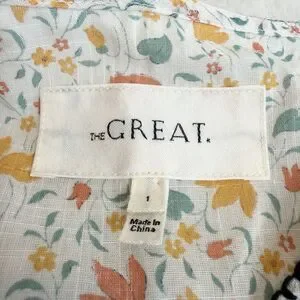 THE GREAT.
1
Made In
China